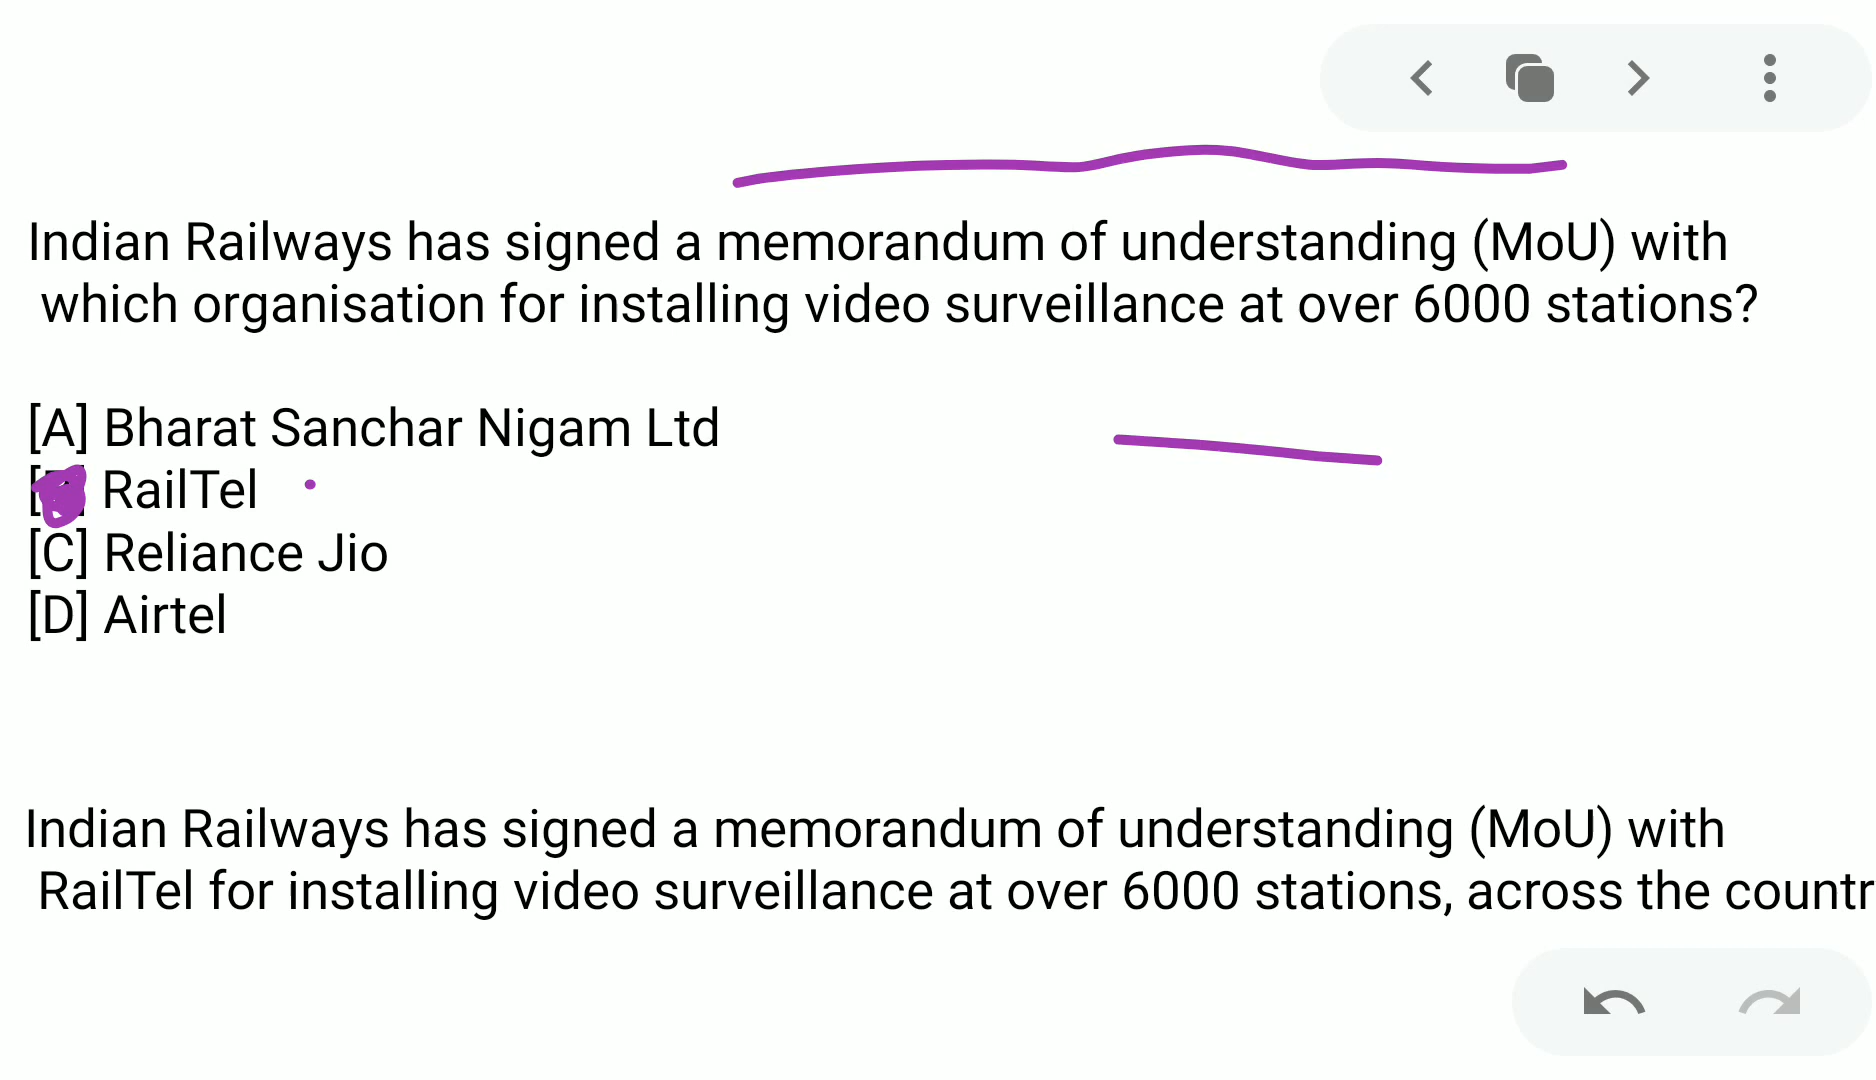 Indian Railways has signed a memorandum of understanding (MoU) with
which organisation for installing video surveillance at over 6000 stations?
[A] Bharat Sanchar Nigam Ltd
RailTel
[C] Reliance Jio
[D] Airtel
Indian Railways has signed a memorandum of understanding (MoU) with
RailTel for installing video surveillance at over 6000 stations, across the countr